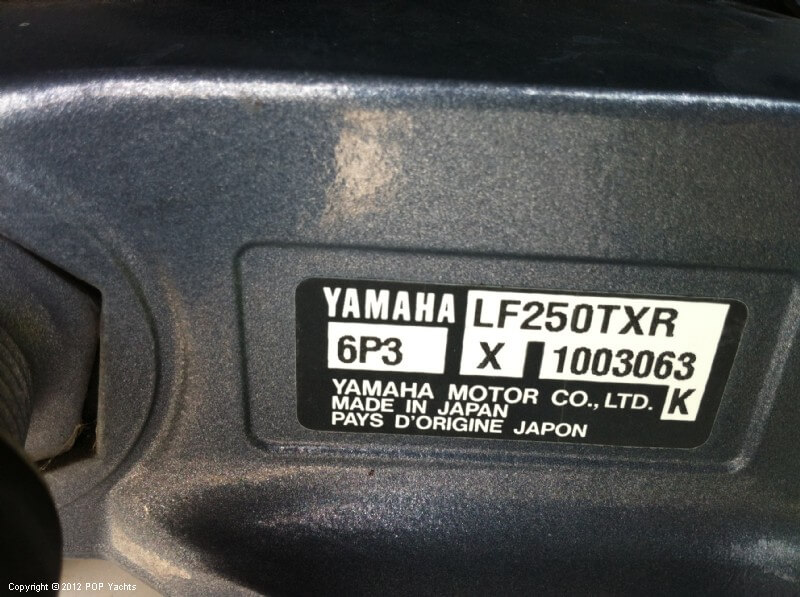 YAMAHA LF250TXR
6P3 X 1003063
YAMAHA MOTOR CO., LTD. K
MADE IN JAPAN
PAYS D'ORIGINE JAPON
Copyright © 2012 POP Yachts